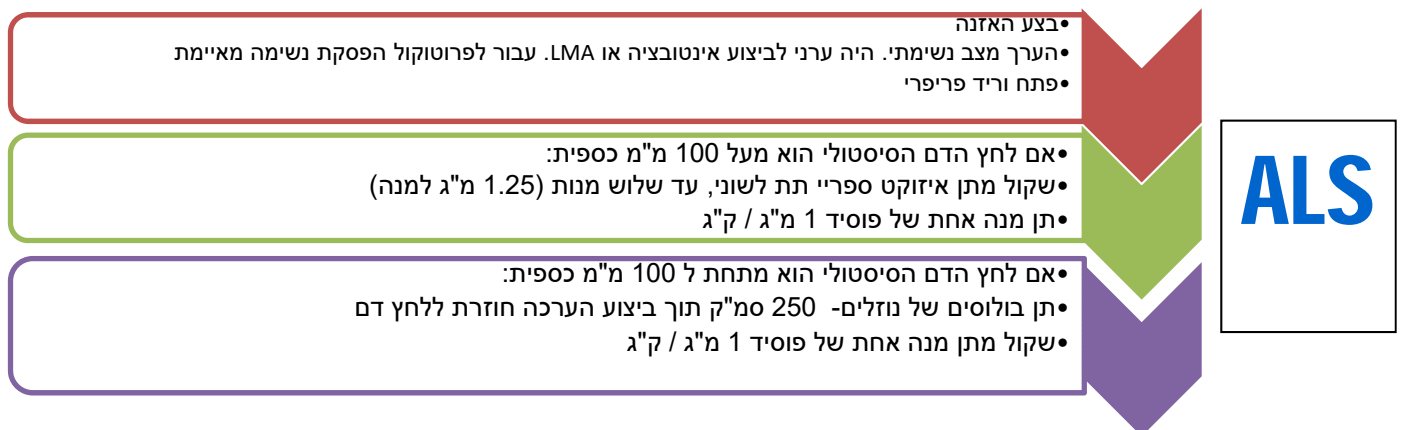 •בצע האזנה
•הערך מצב נשימתי. היה ערני לביצוע אינטובציה או LMA. עבור לפרוטוקול הפסקת נשימה מאיימת
•פתח וריד פריפרי
•אם לחץ הדם הסיסטולי הוא מעל 100 מ"מ כספית:
•שקול מתן איזוקט ספריי תת לשוני, עד שלוש מנות (1.25 מ"ג למנה)
•תן מנה אחת של פוסיד 1 מ"ג / ק"ג
•אם לחץ הדם הסיסטולי הוא מתחת ל 100 מ"מ כספית:
•תן בולוסים של נוזלים- 250 סמ"ק תוך ביצוע הערכה חוזרת ללחץ דם
•שקול מתן מנה אחת של פוסיד 1 מ"ג / ק"ג
ALS